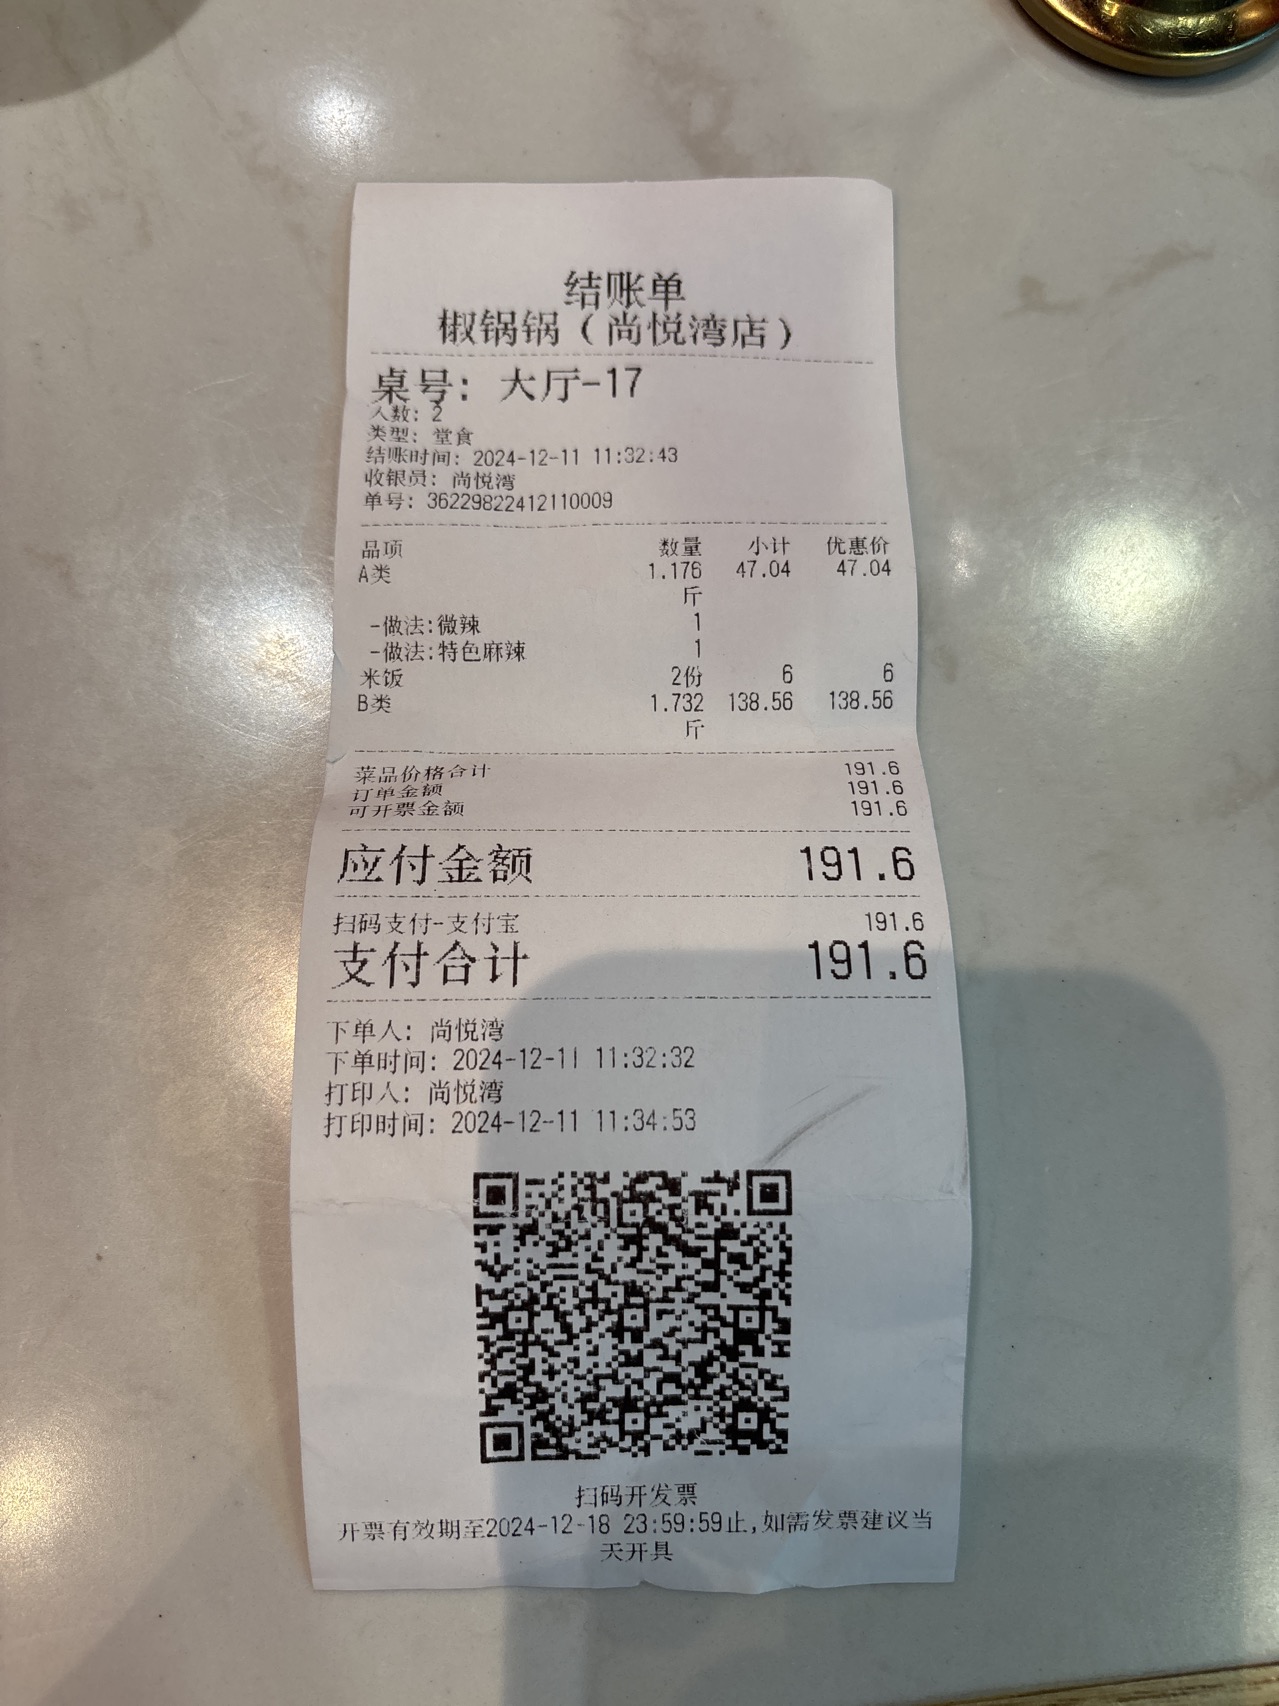 结账单
椒锅锅（尚悦湾店）
桌号：大厅-17
人数：2
类型：堂食
结账时间：2024-12-11 11:32:43
收银员：尚悦湾
单号：36229822412110009
品项 数量 小计 优惠价
A类 1.176 47.04 47.04
斤
-做法:微辣 1
-做法:特色麻辣 1
米饭 2份 6 6
B类 1.732 138.56 138.56
斤
菜品价格合计 191.6
订单金额 191.6
可开票金额 191.6
应付金额 191.6
扫码支付-支付宝 191.6
支付合计 191.6
下单人：尚悦湾
下单时间：2024-12-11 11:32:32
打印人：尚悦湾
打印时间：2024-12-11 11:34:53
扫码开发票
开票有效期至2024-12-18 23:59:59止,如需发票建议当
天开具